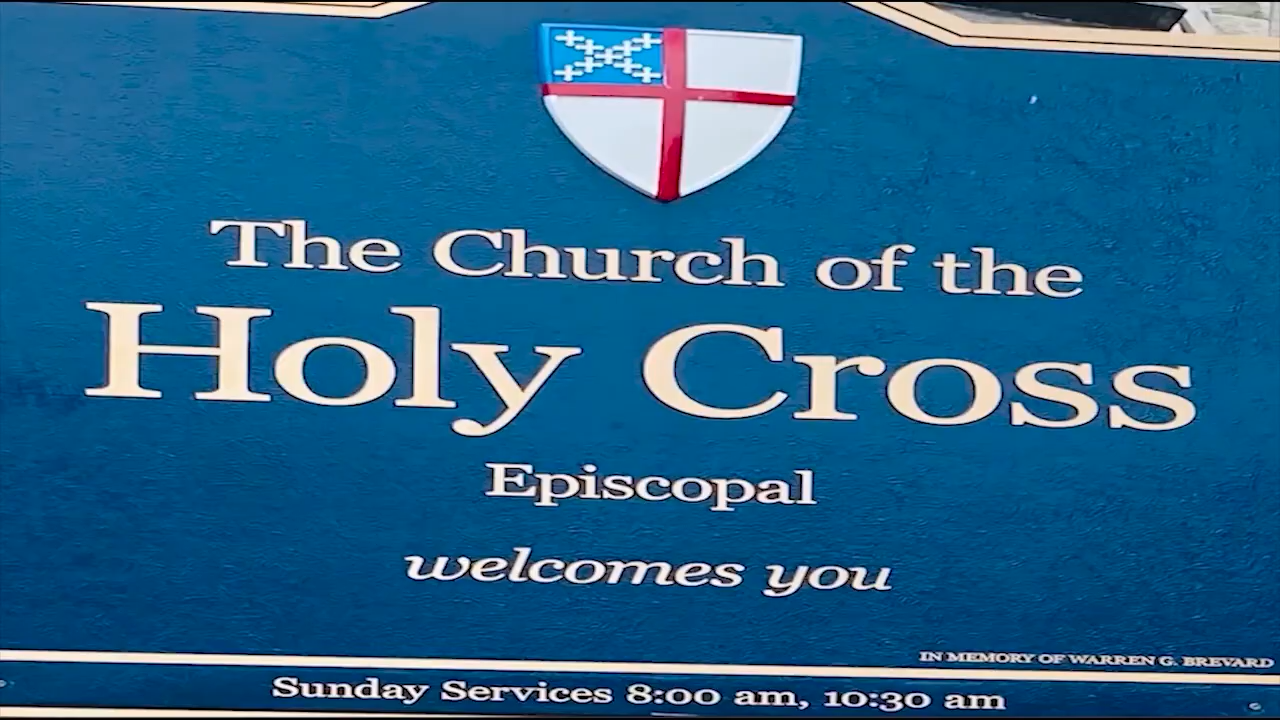 The Church of the
Holy Cross
Episcopal
welcomes you
IN MEMORY OF WARREN G. BREVARD
Sunday Services 8:00 am, 10:30 am